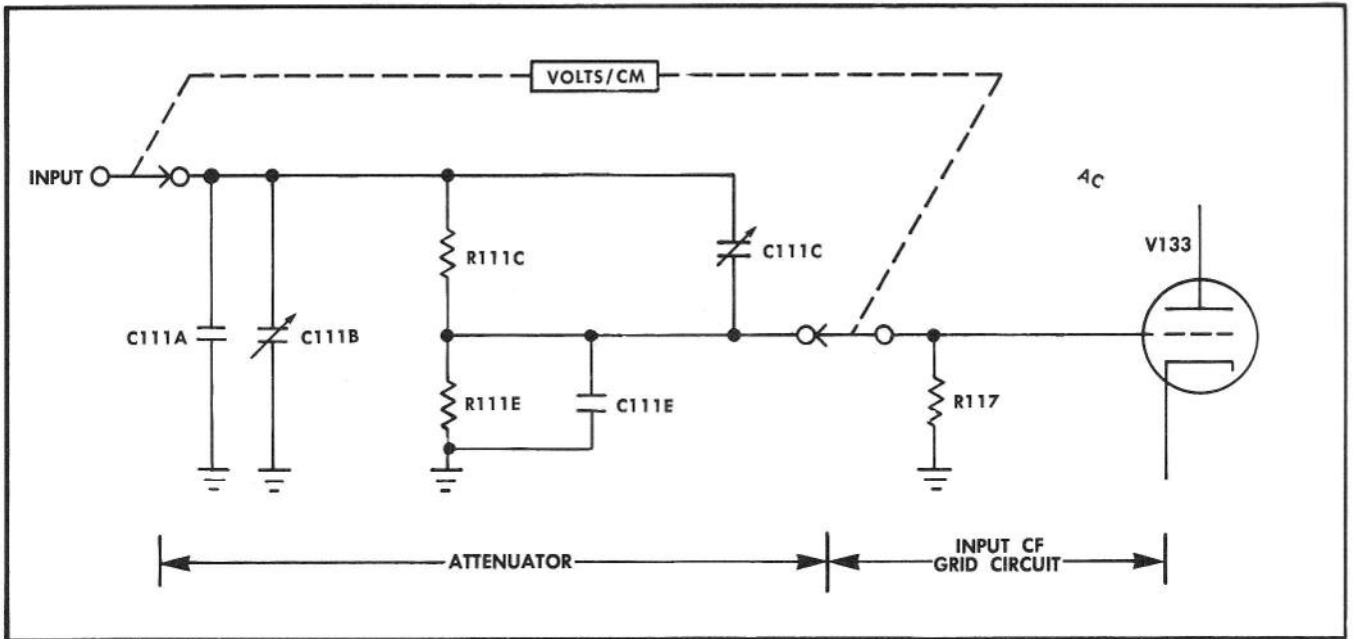 VOLTS/CM
INPUT
AC
V133
R111C
C111C
C111A
C111B
R111E
C111E
R117
ATTENUATOR
INPUT CF
GRID CIRCUIT